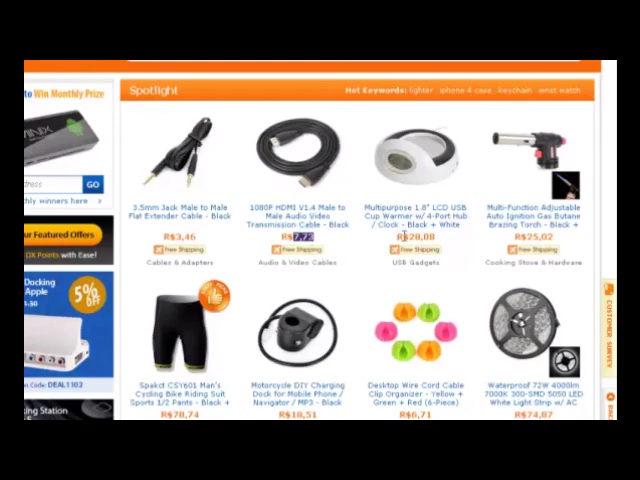 to Win Monthly Prize
Spotlight
Hot Keywords: lighter iphone 4 case keychain wrist watch
MINIX
dress GO
hly winners here >
3.5mm Jack Male to Male
Flat Extender Cable - Black
R$3,46
Free Shipping
Cables & Adapters
1080P HDMI V1.4 Male to
Male Audio Video
Transmission Cable - Black
R$7,73
Free Shipping
Audio & Video Cables
Multipurpose 1.8" LCD USB
Cup Warmer w/ 4-Port Hub
/ Clock - Black + White
R$28,08
Free Shipping
USB Gadgets
Multi-Function Adjustable
Auto Ignition Gas Butane
Brazing Torch - Black +
R$25,02
Free Shipping
Cooking Stove & Hardware
ur Featured Offers
DX Points with Ease!
Docking
Apple
5%
OFF
on Code: DEAL1102
king Station
CUSTOMER SURVEY
Spakct CSY601 Man's
Cycling Bike Riding Suit
Sports 1/2 Pants - Black +
R$78,74
Motorcycle DIY Charging
Dock for Mobile Phone /
Navigator / MP3 - Black
R$18,51
Desktop Wire Cord Cable
Clip Organizer - Yellow +
Green + Red (6-Piece)
R$6,71
Waterproof 72W 4000lm
7000K 300-SMD 5050 LED
White Light Strip w/ AC
R$74,87